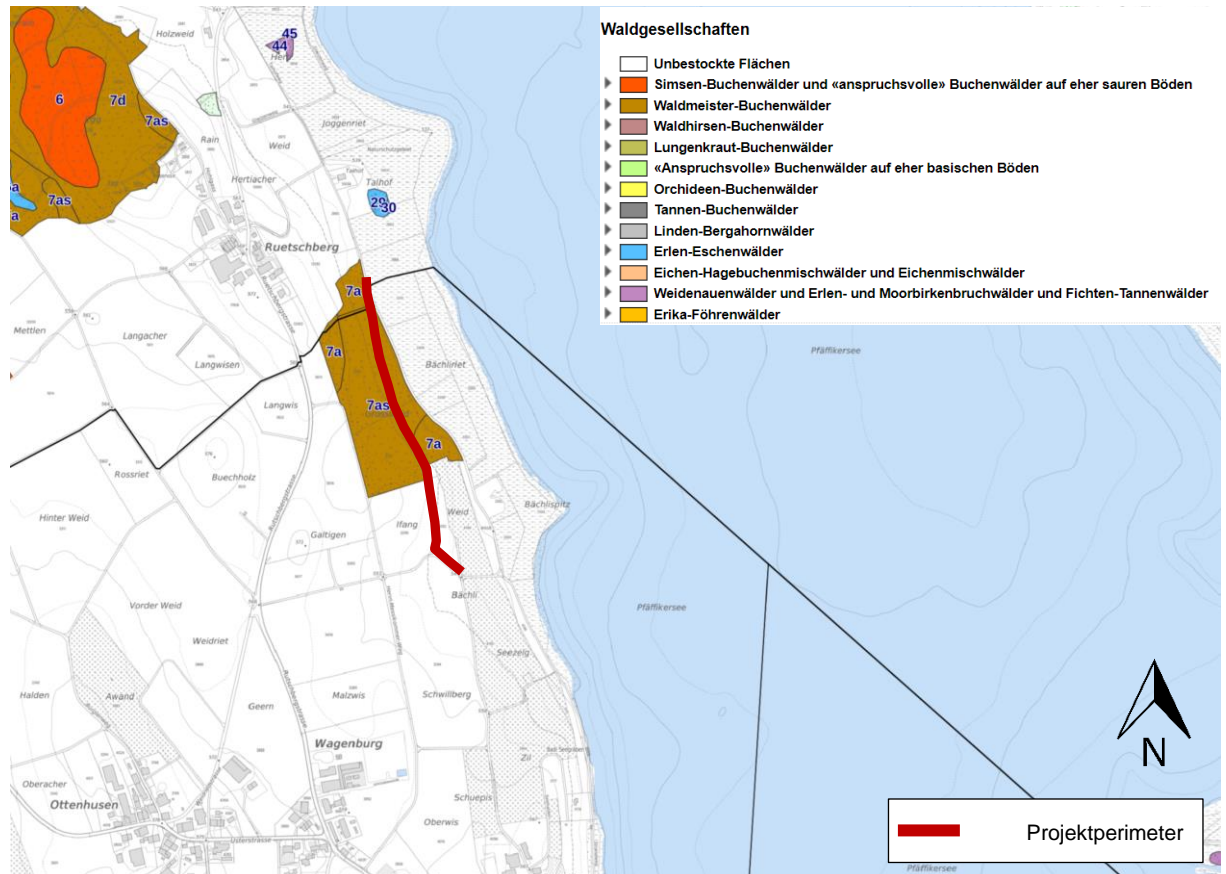 Waldgesellschaften
Unbestockte Flächen
Simsen-Buchenwälder und «anspruchsvolle» Buchenwälder auf eher sauren Böden
Waldmeister-Buchenwälder
Waldhirsen-Buchenwälder
Lungenkraut-Buchenwälder
«Anspruchsvolle» Buchenwälder auf eher basischen Böden
Orchideen-Buchenwälder
Tannen-Buchenwälder
Linden-Bergahornwälder
Erlen-Eschenwälder
Eichen-Hagebuchenmischwälder und Eichenmischwälder
Weidenauenwälder und Erlen- und Moorbirkenbruchwälder und Fichten-Tannenwälder
Erika-Föhrenwälder
Holzweid
45
44
6
7d
7as
Joggenriet
Rain
Weid
Hertiacher
Talhof
Talhof
29
30
7as
a
Ruetschberg
7a
Mettlen
Langacher
Langwisen
7a
Bächliriet
Pfäffikersee
Langwis
7as
7a
Rossriet
Buechholz
Hinter Weid
Galtigen
Ifang
Weid
Bächlispitz
Vorder Weid
Bächli
Pfäffikersee
Weidriet
Seezelg
Halden
Awand
Geern
Malzwis
Schwillberg
Wagenburg
Zil
Oberacher
Ottenhusen
Schuepis
Oberwis
Usterstrasse
N
Projektperimeter
Pfäffikersee